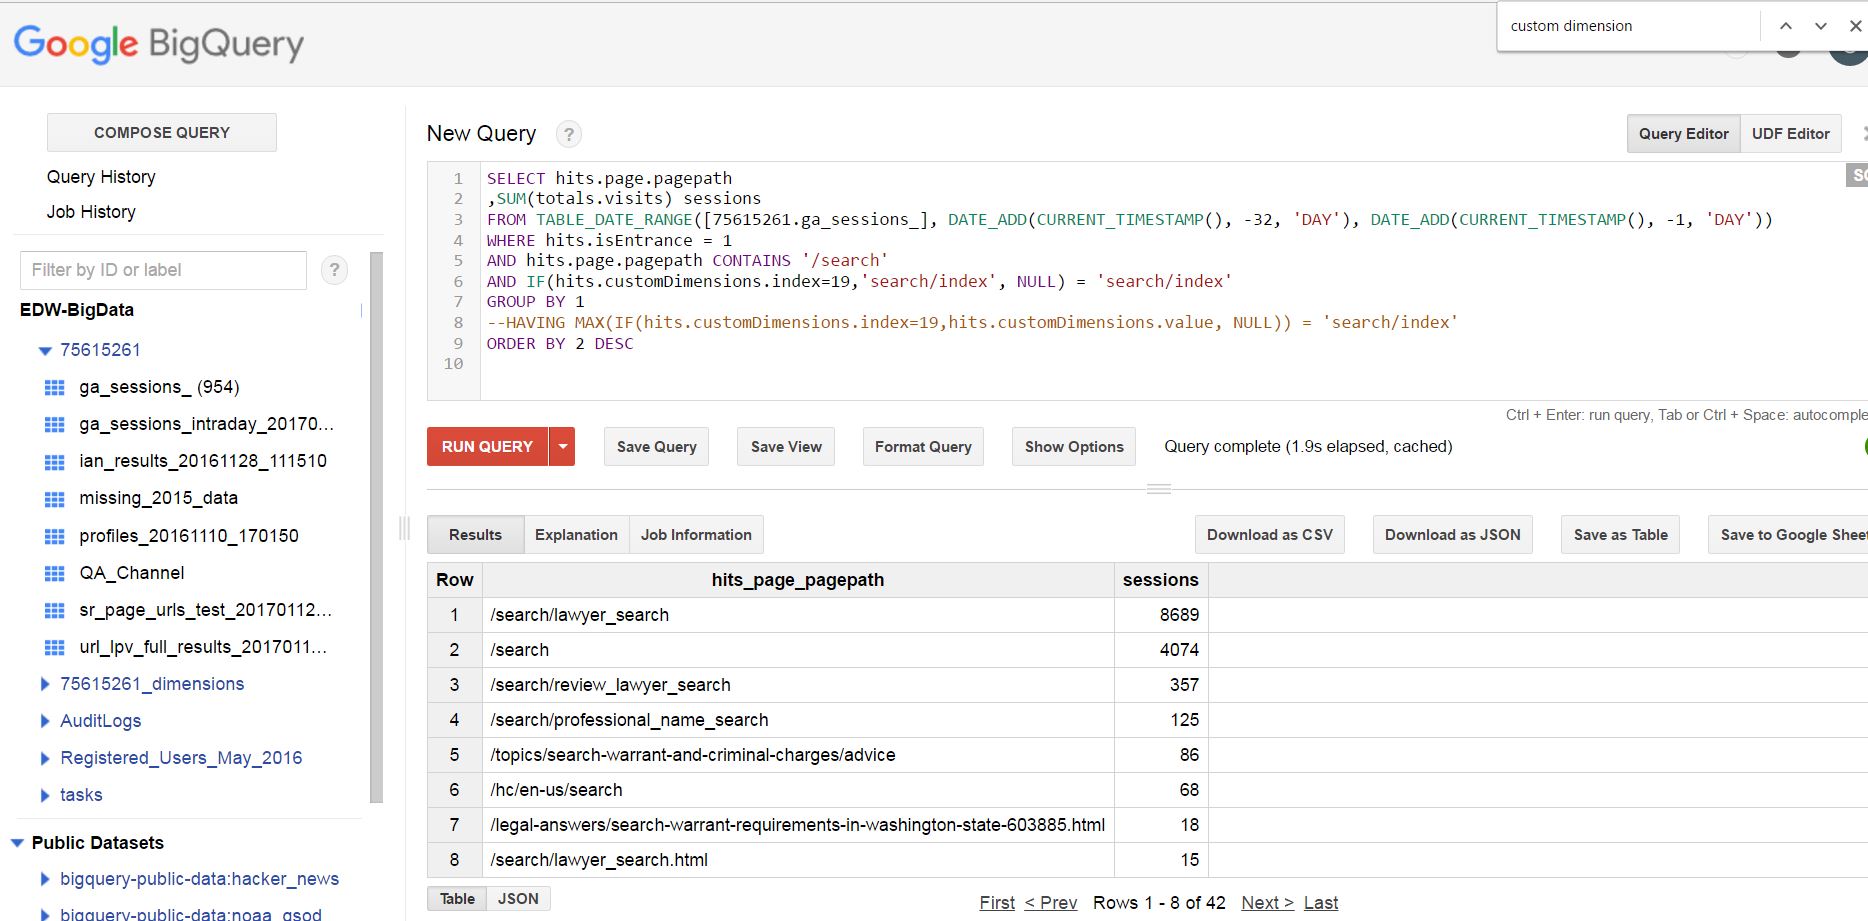 custom dimension
Google BigQuery
COMPOSE QUERY
Query History
Job History
Filter by ID or label
?
EDW-BigData
75615261
ga_sessions_ (954)
ga_sessions_intraday_20170...
ian_results_20161128_111510
missing_2015_data
profiles_20161110_170150
QA_Channel
sr_page_urls_test_20170112...
url_lpv_full_results_2017011...
75615261_dimensions
AuditLogs
Registered_Users_May_2016
tasks
Public Datasets
bigquery-public-data:hacker_news
bigquery-public-data:noaa_gsod
New Query ?
Query Editor UDF Editor
1 SELECT hits.page.pagepath
2 ,SUM(totals.visits) sessions
3 FROM TABLE_DATE_RANGE([75615261.ga_sessions_], DATE_ADD(CURRENT_TIMESTAMP(), -32, 'DAY'), DATE_ADD(CURRENT_TIMESTAMP(), -1, 'DAY'))
4 WHERE hits.isEntrance = 1
5 AND hits.page.pagepath CONTAINS '/search'
6 AND IF(hits.customDimensions.index=19,'search/index', NULL) = 'search/index'
7 GROUP BY 1
8 --HAVING MAX(IF(hits.customDimensions.index=19,hits.customDimensions.value, NULL)) = 'search/index'
9 ORDER BY 2 DESC
10
Ctrl + Enter: run query, Tab or Ctrl + Space: autocomple
RUN QUERY Save Query Save View Format Query Show Options Query complete (1.9s elapsed, cached)
Results Explanation Job Information Download as CSV Download as JSON Save as Table Save to Google Sheet
Row hits_page_pagepath sessions
1 /search/lawyer_search 8689
2 /search 4074
3 /search/review_lawyer_search 357
4 /search/professional_name_search 125
5 /topics/search-warrant-and-criminal-charges/advice 86
6 /hc/en-us/search 68
7 /legal-answers/search-warrant-requirements-in-washington-state-603885.html 18
8 /search/lawyer_search.html 15
Table JSON First < Prev Rows 1 - 8 of 42 Next > Last